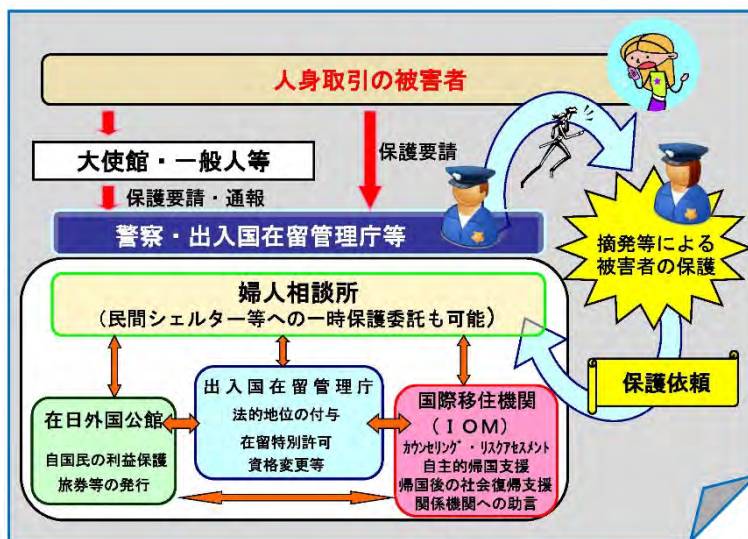 人身取引の被害者
大使館・一般人等
保護要請
保護要請・通報
警察・出入国在留管理庁等
摘発等による
被害者の保護
婦人相談所
(民間シェルター等への一時保護委託も可能)
保護依頼
在日外国公館
自国民の利益保護
旅券等の発行
出入国在留管理庁
法的地位の付与
在留特別許可
資格変更等
国際移住機関
(IOM)
カウンセリング・リスクアセスメント
自主的帰国支援
帰国後の社会復帰支援
関係機関への助言